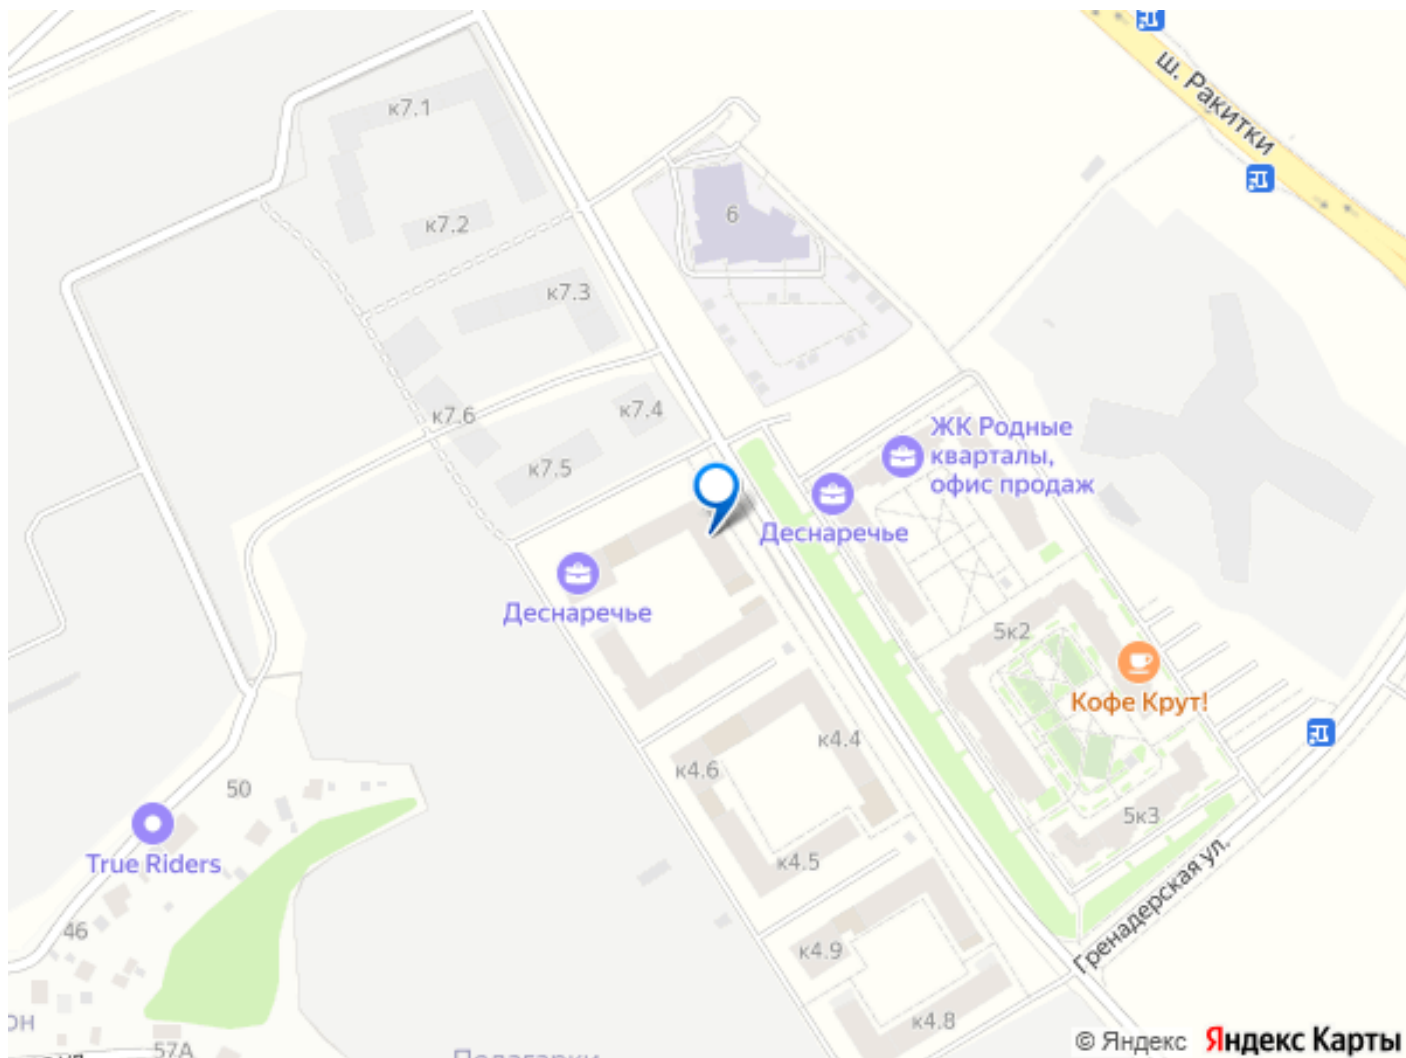 ш. Ракитки
к7.1
6
к7.2
к7.3
к7.4
к7.6
к7.5
ЖК Родные
кварталы,
офис продаж
Деснаречье
Деснаречье
5к2
Кофе Крут!
к4.4
к4.6
50
5к3
True Riders
к4.5
Гренадерская ул.
46
к4.9
к4.8
57А
© Яндекс Яндекс Карты